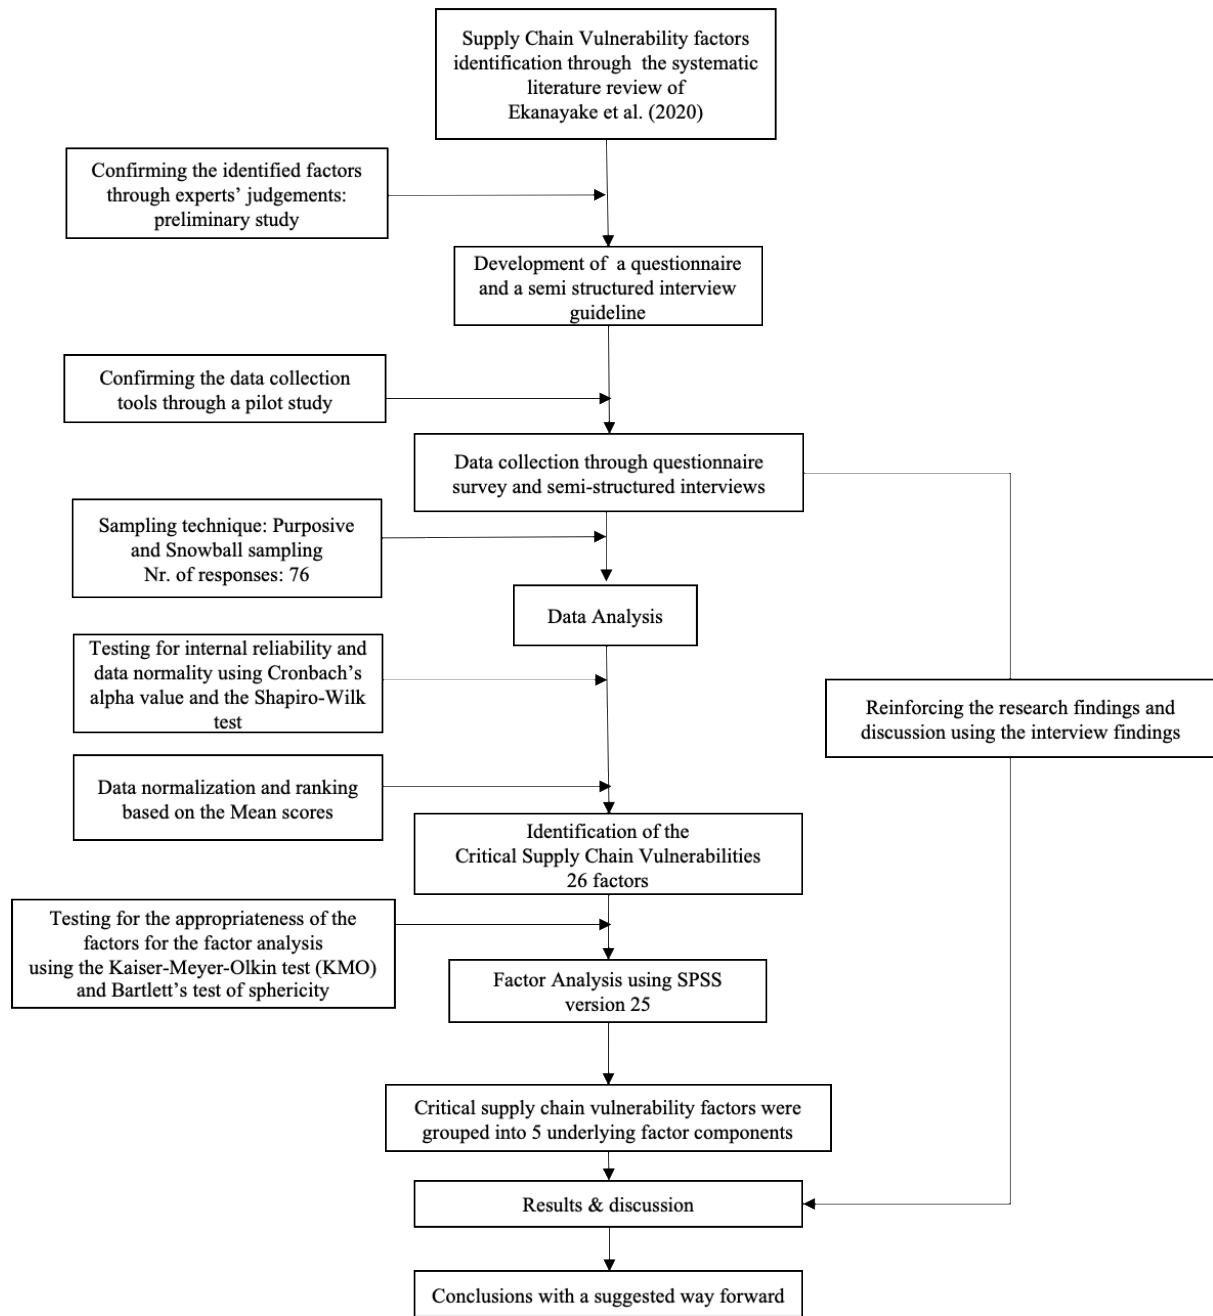 Supply Chain Vulnerability factors
identification through the systematic
literature review of
Ekanayake et al. (2020)
Confirming the identified factors
through experts’ judgements:
preliminary study
Development of a questionnaire
and a semi structured interview
guideline
Confirming the data collection
tools through a pilot study
Data collection through questionnaire
survey and semi-structured interviews
Sampling technique: Purposive
and Snowball sampling
Nr. of responses: 76
Data Analysis
Testing for internal reliability and
data normality using Cronbach’s
alpha value and the Shapiro-Wilk
test
Reinforcing the research findings and
discussion using the interview findings
Data normalization and ranking
based on the Mean scores
Identification of the
Critical Supply Chain Vulnerabilities
26 factors
Testing for the appropriateness of the
factors for the factor analysis
using the Kaiser-Meyer-Olkin test (KMO)
and Bartlett’s test of sphericity
Factor Analysis using SPSS
version 25
Critical supply chain vulnerability factors were
grouped into 5 underlying factor components
Results & discussion
Conclusions with a suggested way forward